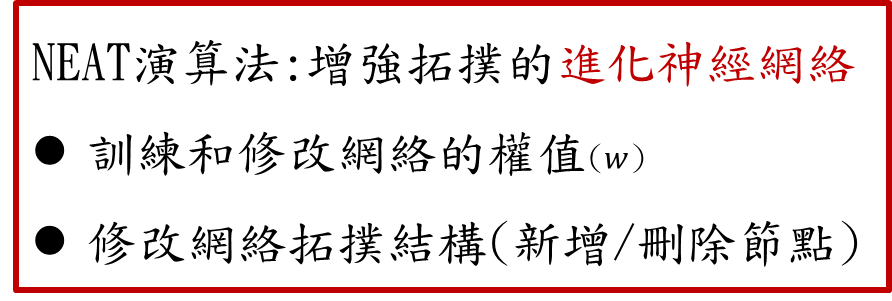 NEAT演算法:增強拓撲的進化神經網絡
● 訓練和修改網絡的權值(w)
● 修改網絡拓撲結構(新增/刪除節點)